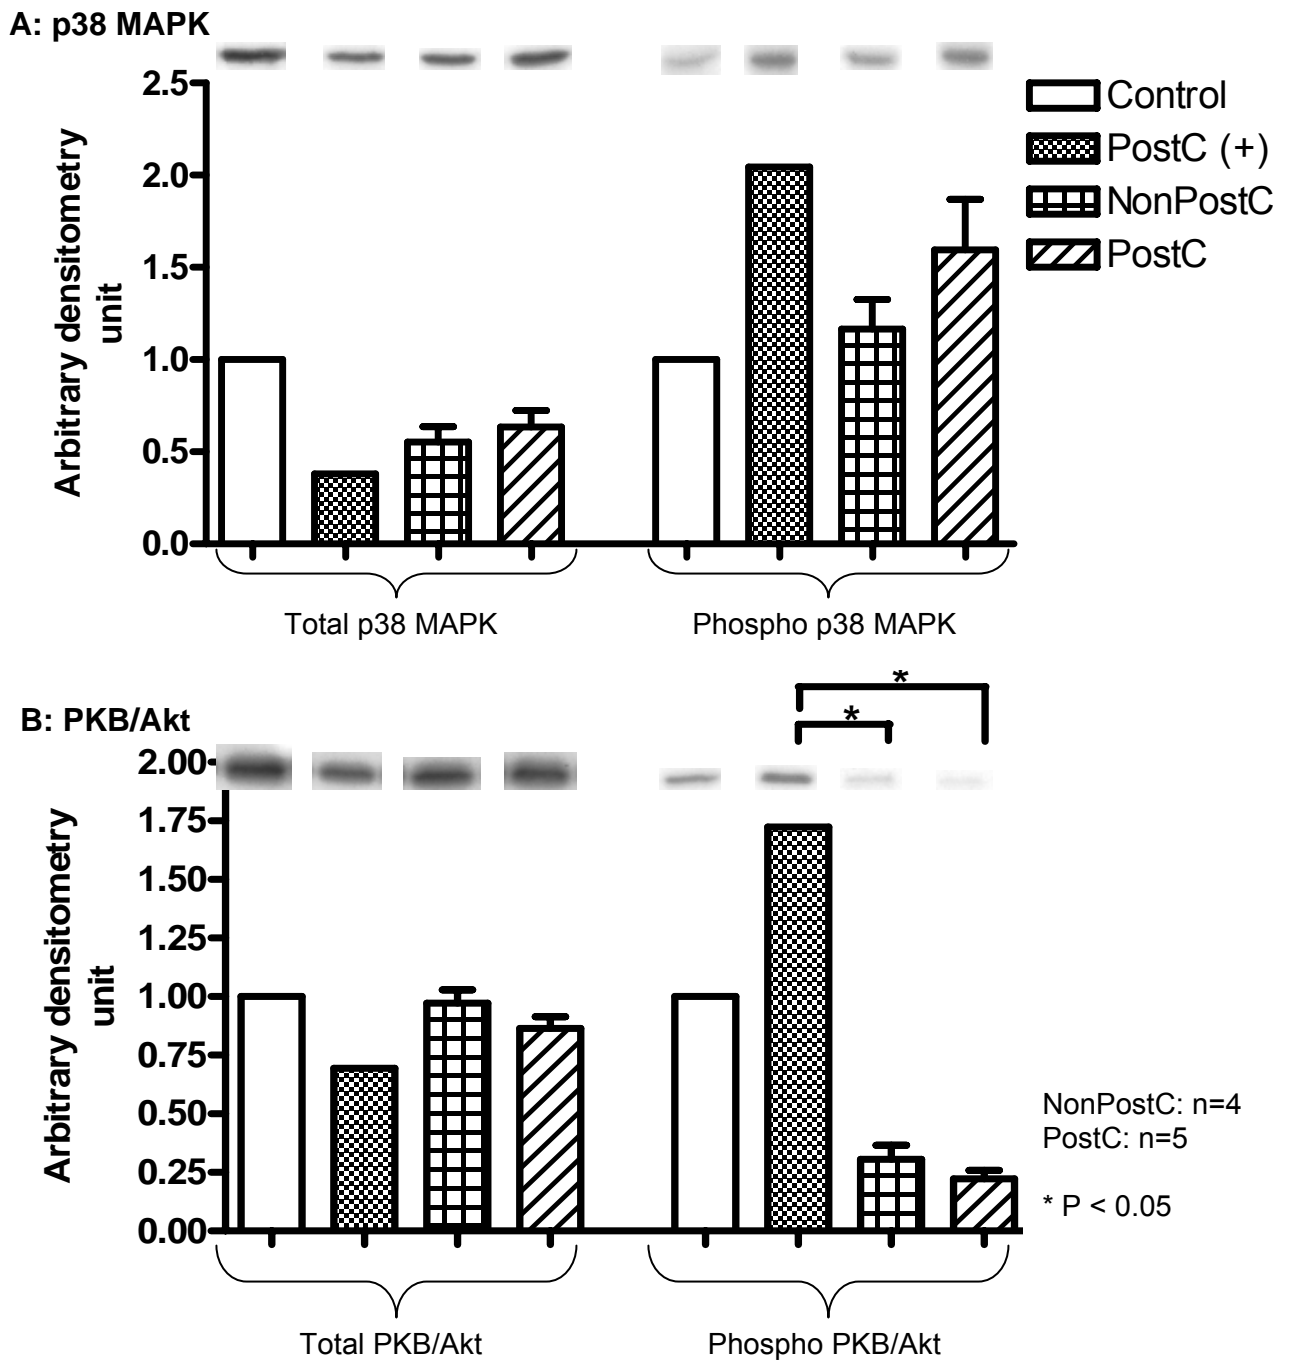 A: p38 MAPK
2.5
2.0
1.5
1.0
0.5
0.0
Arbitrary densitometry
unit
Control
PostC (+)
NonPostC
PostC
Total p38 MAPK
Phospho p38 MAPK
B: PKB/Akt
*
*
2.00
1.75
1.50
1.25
1.00
0.75
0.50
0.25
0.00
Arbitrary densitometry
unit
NonPostC: n=4
PostC: n=5
* P < 0.05
Total PKB/Akt
Phospho PKB/Akt